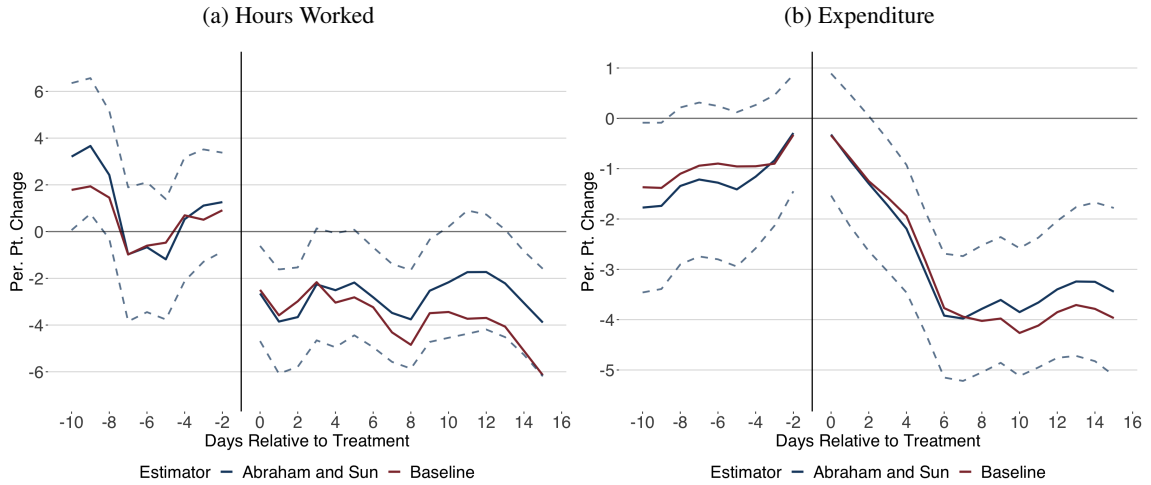 (a) Hours Worked
Per. Pt. Change
6
4
2
0
-2
-4
-6
-10 -8 -6 -4 -2 0 2 4 6 8 10 12 14 16
Days Relative to Treatment
Estimator Abraham and Sun Baseline
(b) Expenditure
Per. Pt. Change
1
0
-1
-2
-3
-4
-5
-10 -8 -6 -4 -2 0 2 4 6 8 10 12 14 16
Days Relative to Treatment
Estimator Abraham and Sun Baseline